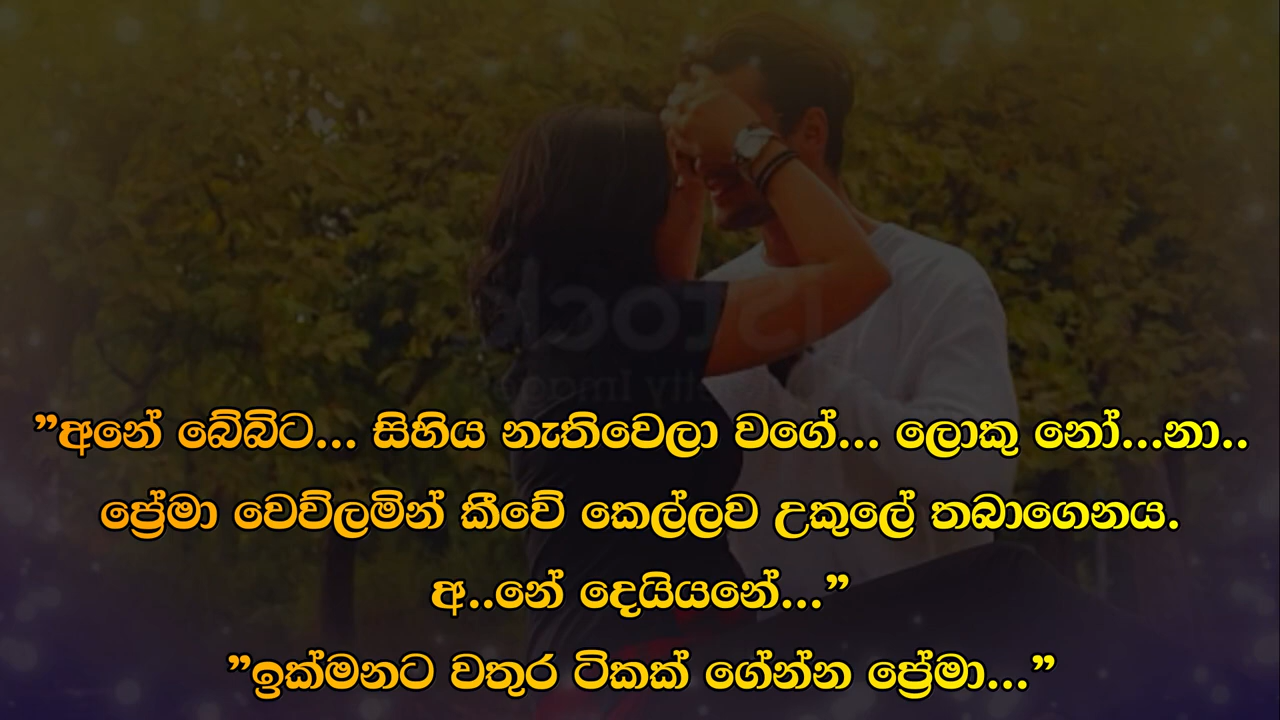 ”අනේ බේබිට... සිහිය නැතිවෙලා වගේ... ලොකු නෝ...නා..
ප්‍රේමා වෙව්ලමින් කීවේ කෙල්ලව උකුලේ තබාගෙනය.
අ..නේ දෙයියනේ...”
”ඉක්මනට වතුර ටිකක් ගේන්න ප්‍රේමා...”